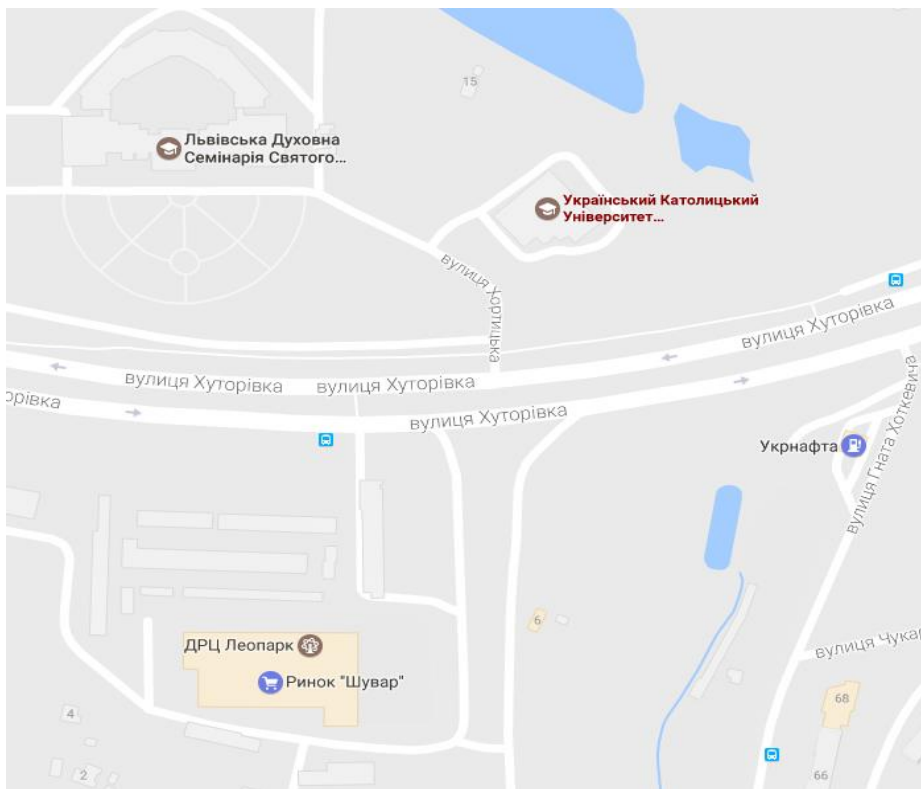 15
Львівська Духовна
Семінарія Святого...
Український Католицький
Університет...
вулиця Хортицька
вулиця Хуторівка
вулиця Хуторівка
вулиця Хуторівка
орівка
вулиця Хуторівка
вулиця Гната Хоткевича
Укрнафта
6
ДРЦ Леопарк
Ринок "Шувар"
вулиця Чукар
4
68
2
66